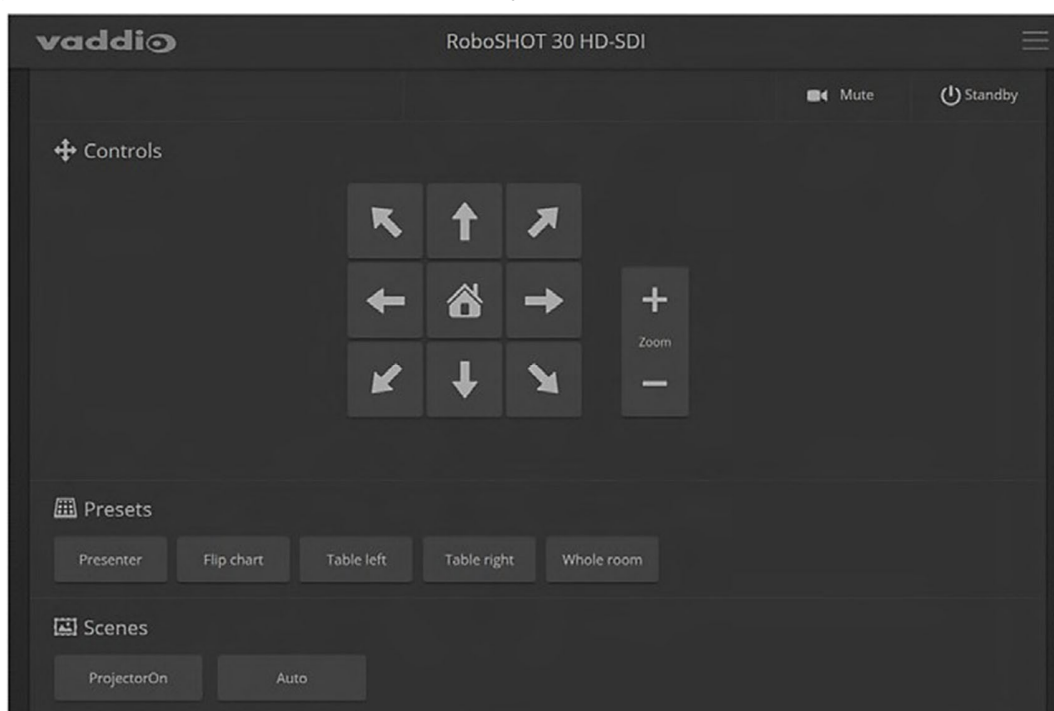 vaddio
RoboSHOT 30 HD-SDI
Mute
Standby
Controls
Zoom
Presets
Presenter
Flip chart
Table left
Table right
Whole room
Scenes
ProjectorOn
Auto